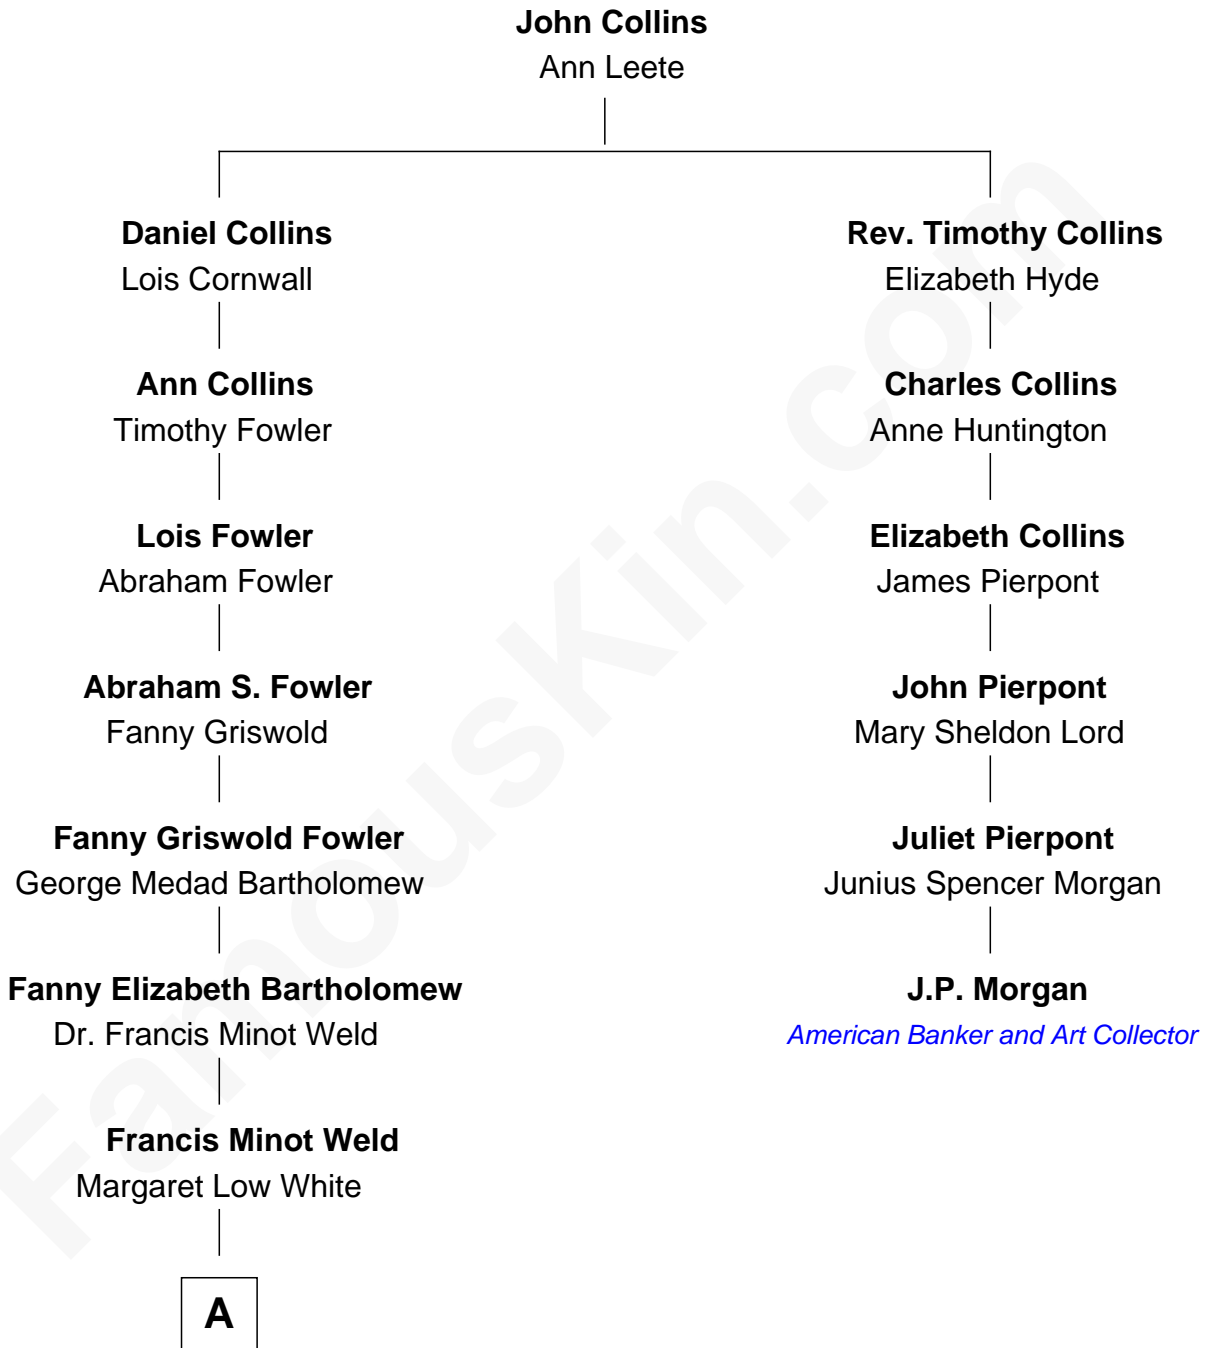 John Collins
Ann Leete
Daniel Collins
Lois Cornwall
Ann Collins
Timothy Fowler
Lois Fowler
Abraham Fowler
Abraham S. Fowler
Fanny Griswold
Fanny Griswold Fowler
George Medad Bartholomew
Fanny Elizabeth Bartholomew
Dr. Francis Minot Weld
Francis Minot Weld
Margaret Low White
A
Rev. Timothy Collins
Elizabeth Hyde
Charles Collins
Anne Huntington
Elizabeth Collins
James Pierpont
John Pierpont
Mary Sheldon Lord
Juliet Pierpont
Junius Spencer Morgan
J.P. Morgan
American Banker and Art Collector
FamousKin.com